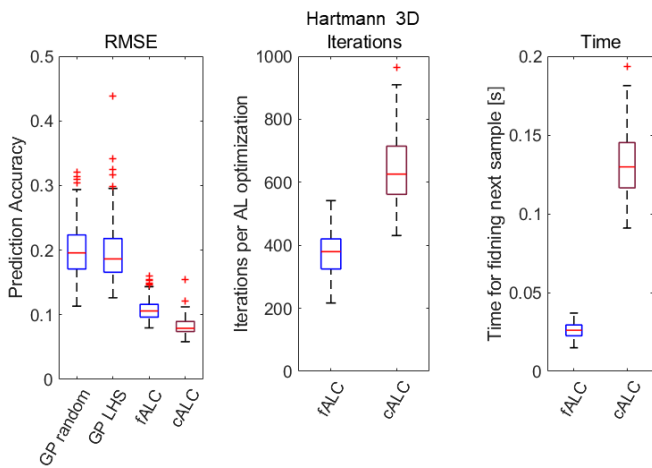 Hartmann 3D
RMSE
Iterations
Time
Prediction Accuracy
0.5
0.4
0.3
0.2
0.1
0
GP random
GP LHS
fALC
cALC
Iterations per AL optimization
1000
800
600
400
200
0
fALC
cALC
Time for fidning next sample [s]
0.2
0.15
0.1
0.05
0
fALC
cALC